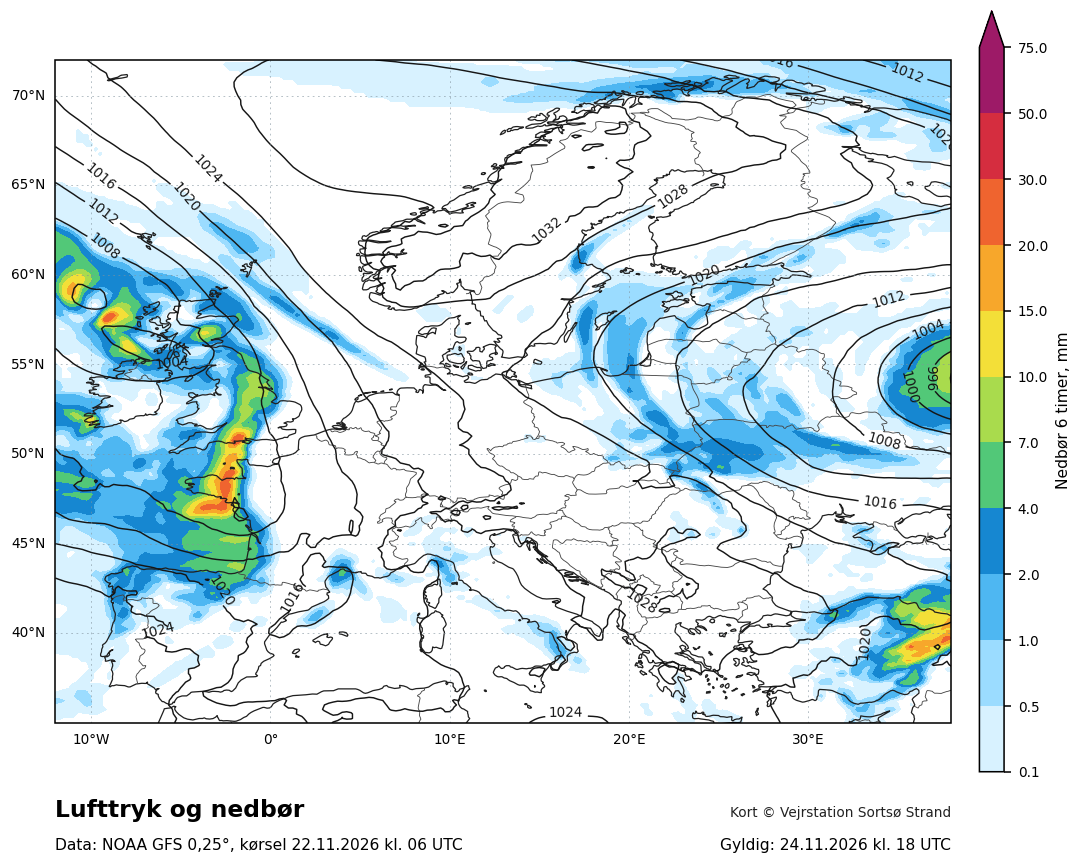 75.0
50.0
30.0
20.0
15.0
10.0
7.0
4.0
2.0
1.0
0.5
0.1
Nedbør 6 timer, mm
70°N
65°N
60°N
55°N
50°N
45°N
40°N
10°W
0°
10°E
20°E
30°E
1012
1024
1016
1020
1012
1008
1028
1032
1020
1012
1004
1004
1000
996
1008
1016
1020
1016
1028
1024
1020
1024
Lufttryk og nedbør
Kort © Vejrstation Sortsø Strand
Data: NOAA GFS 0,25°, kørsel 22.11.2026 kl. 06 UTC
Gyldig: 24.11.2026 kl. 18 UTC